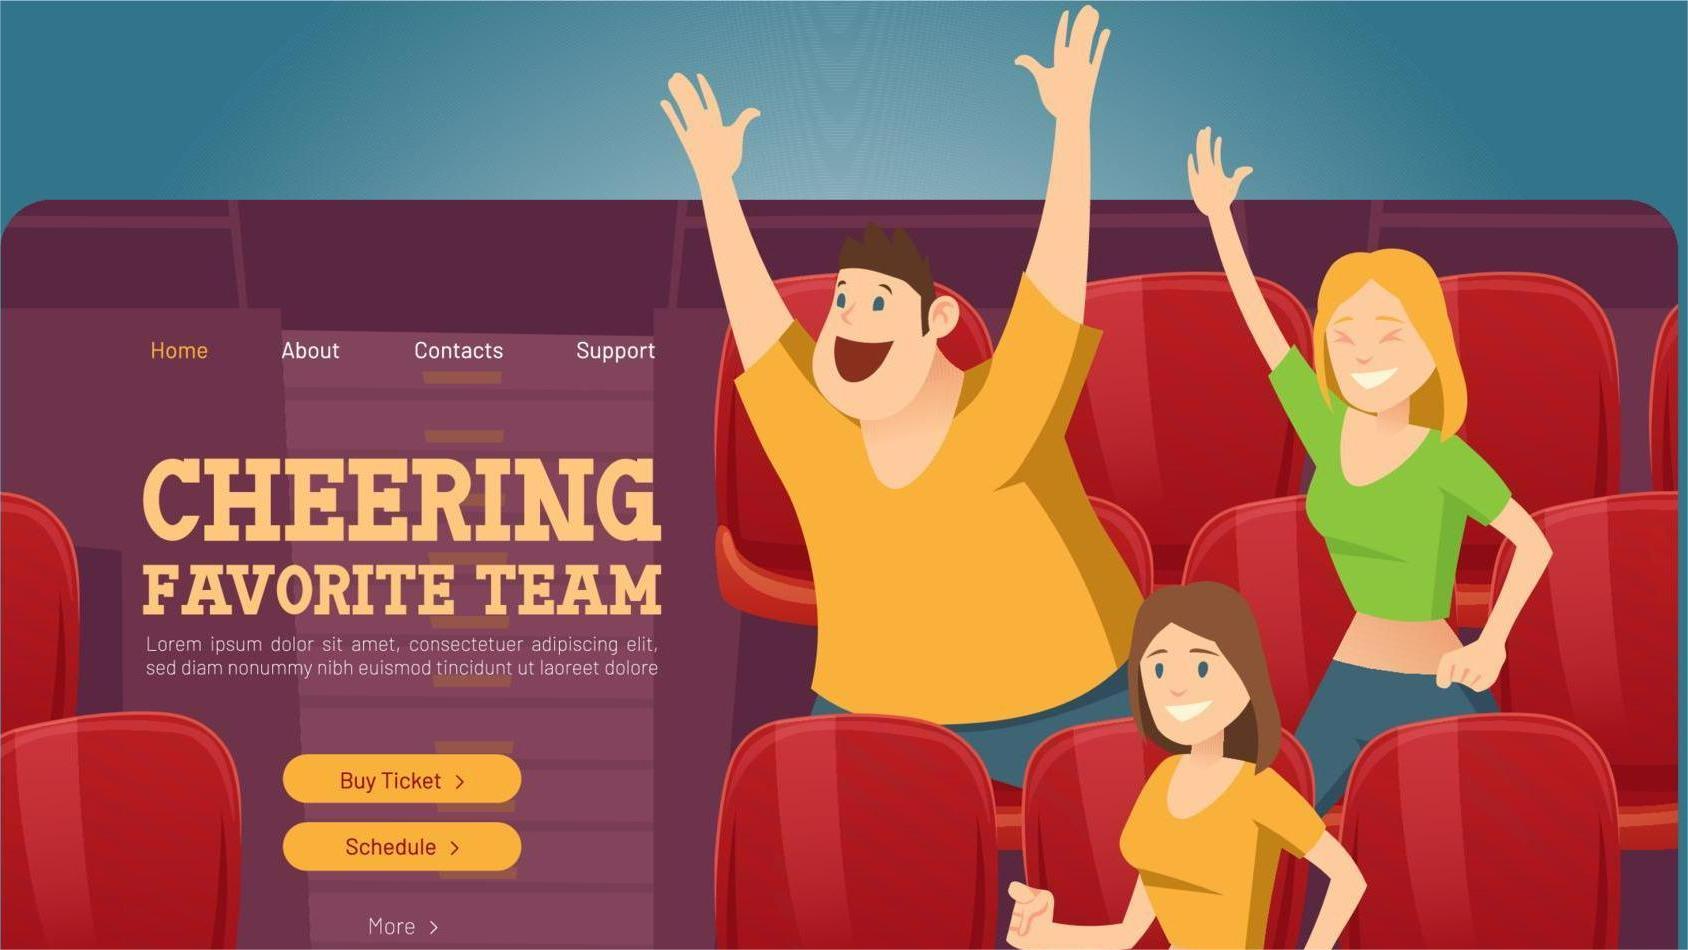 Home About Contacts Support
CHEERING
FAVORITE TEAM
Lorem ipsum dolor sit amet, consectetuer adipiscing elit,
sed diam nonummy nibh euismod tincidunt ut laoreet dolore
Buy Ticket >
Schedule >
More >